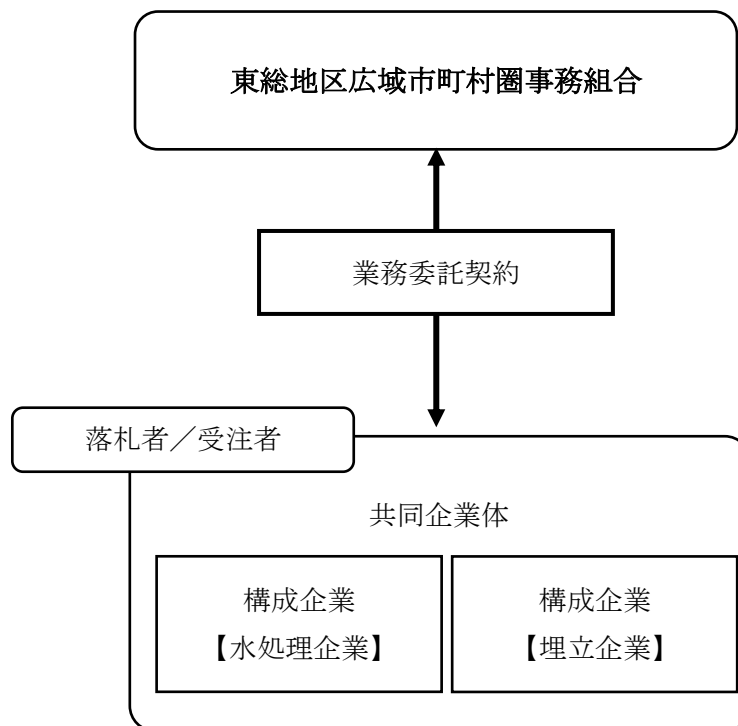 東総地区広域市町村圏事務組合
業務委託契約
落札者／受注者
共同企業体
構成企業
【水処理企業】
構成企業
【埋立企業】